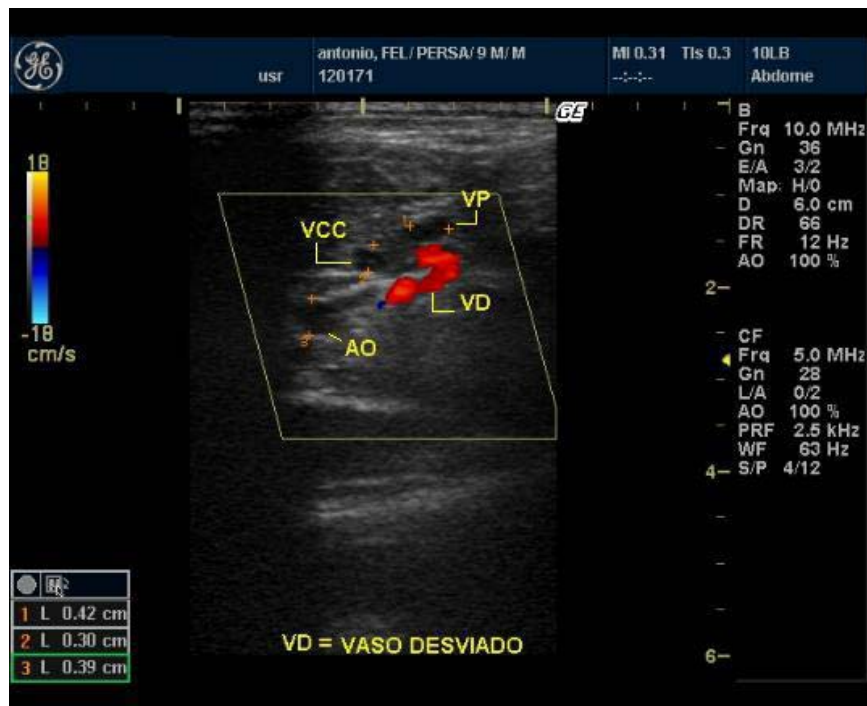 antonio, FEL/ PERSA/ 9 M/ M
usr 120171
MI 0.31 TIs 0.3
--:--:--
10LB
Abdome
GE
B
Frq 10.0 MHz
Gn 36
E/A 3/2
Map: H/0
D 6.0 cm
DR 66
FR 12 Hz
AO 100 %
CF
Frq 5.0 MHz
Gn 28
L/A 0/2
AO 100 %
PRF 2.5 kHz
WF 63 Hz
S/P 4/12
18
-18
cm/s
VP
VCC
VD
AO
2
4
6
1 L 0.42 cm
2 L 0.30 cm
3 L 0.39 cm
VD = VASO DESVIADO